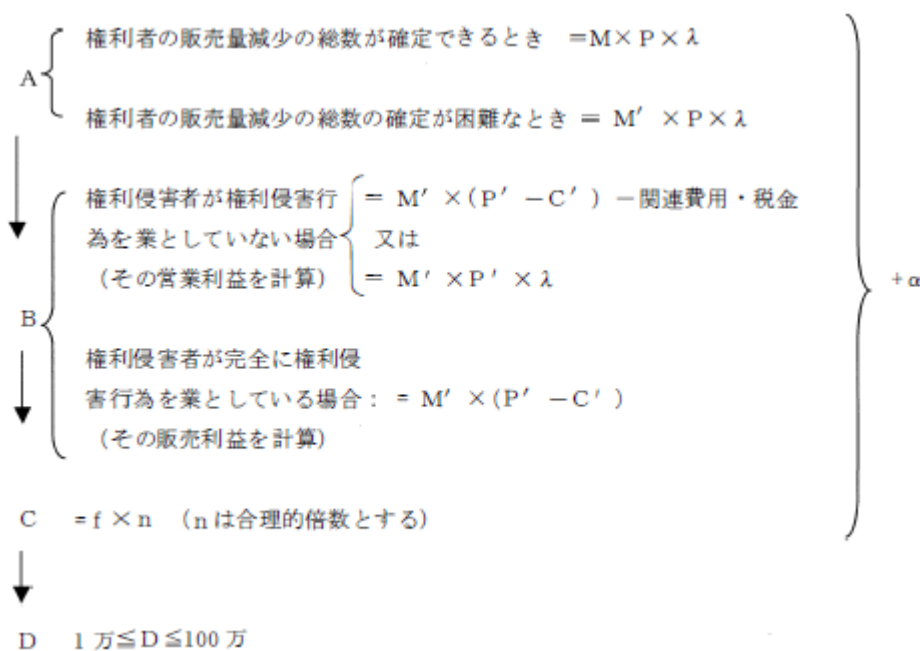 権利者の販売量減少の総数が確定できるとき =M×P×λ
A
権利者の販売量減少の総数の確定が困難なとき = M′ ×P×λ
権利侵害者が権利侵害行 = M′ ×(P′ -C′) -関連費用・税金
為を業としていない場合 又は
(その営業利益を計算) = M′ ×P′ ×λ
+α
B
権利侵害者が完全に権利侵
害行為を業としている場合: = M′ ×(P′ -C′)
(その販売利益を計算)
C =f×n (nは合理的倍数とする)
D 1万≦D≦100万